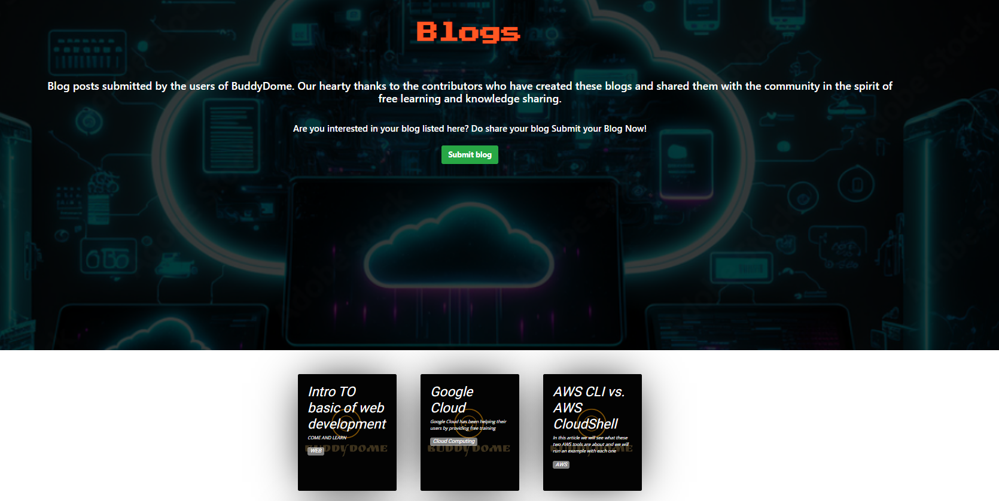 Blogs
Blog posts submitted by the users of BuddyDome. Our hearty thanks to the contributors who have created these blogs and shared them with the community in the spirit of
free learning and knowledge sharing.
Are you interested in your blog listed here? Do share your blog Submit your Blog Now!
Submit blog
Intro TO
basic of web
development
COME AND LEARN
WEB
BUDDYDOME
Google
Cloud
Google Cloud has been helping their
users by providing free training
Cloud Computing
BUDDYDOME
AWS CLI vs.
AWS
CloudShell
In this article we will see what these
two AWS tools are about and we will
run an example with each one
AWS
BUDDYDOME